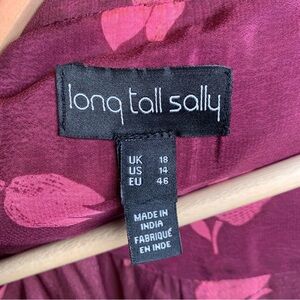 long tall sally
UK 18
US 14
EU 46
MADE IN
INDIA
FABRIQUÉ
EN INDE